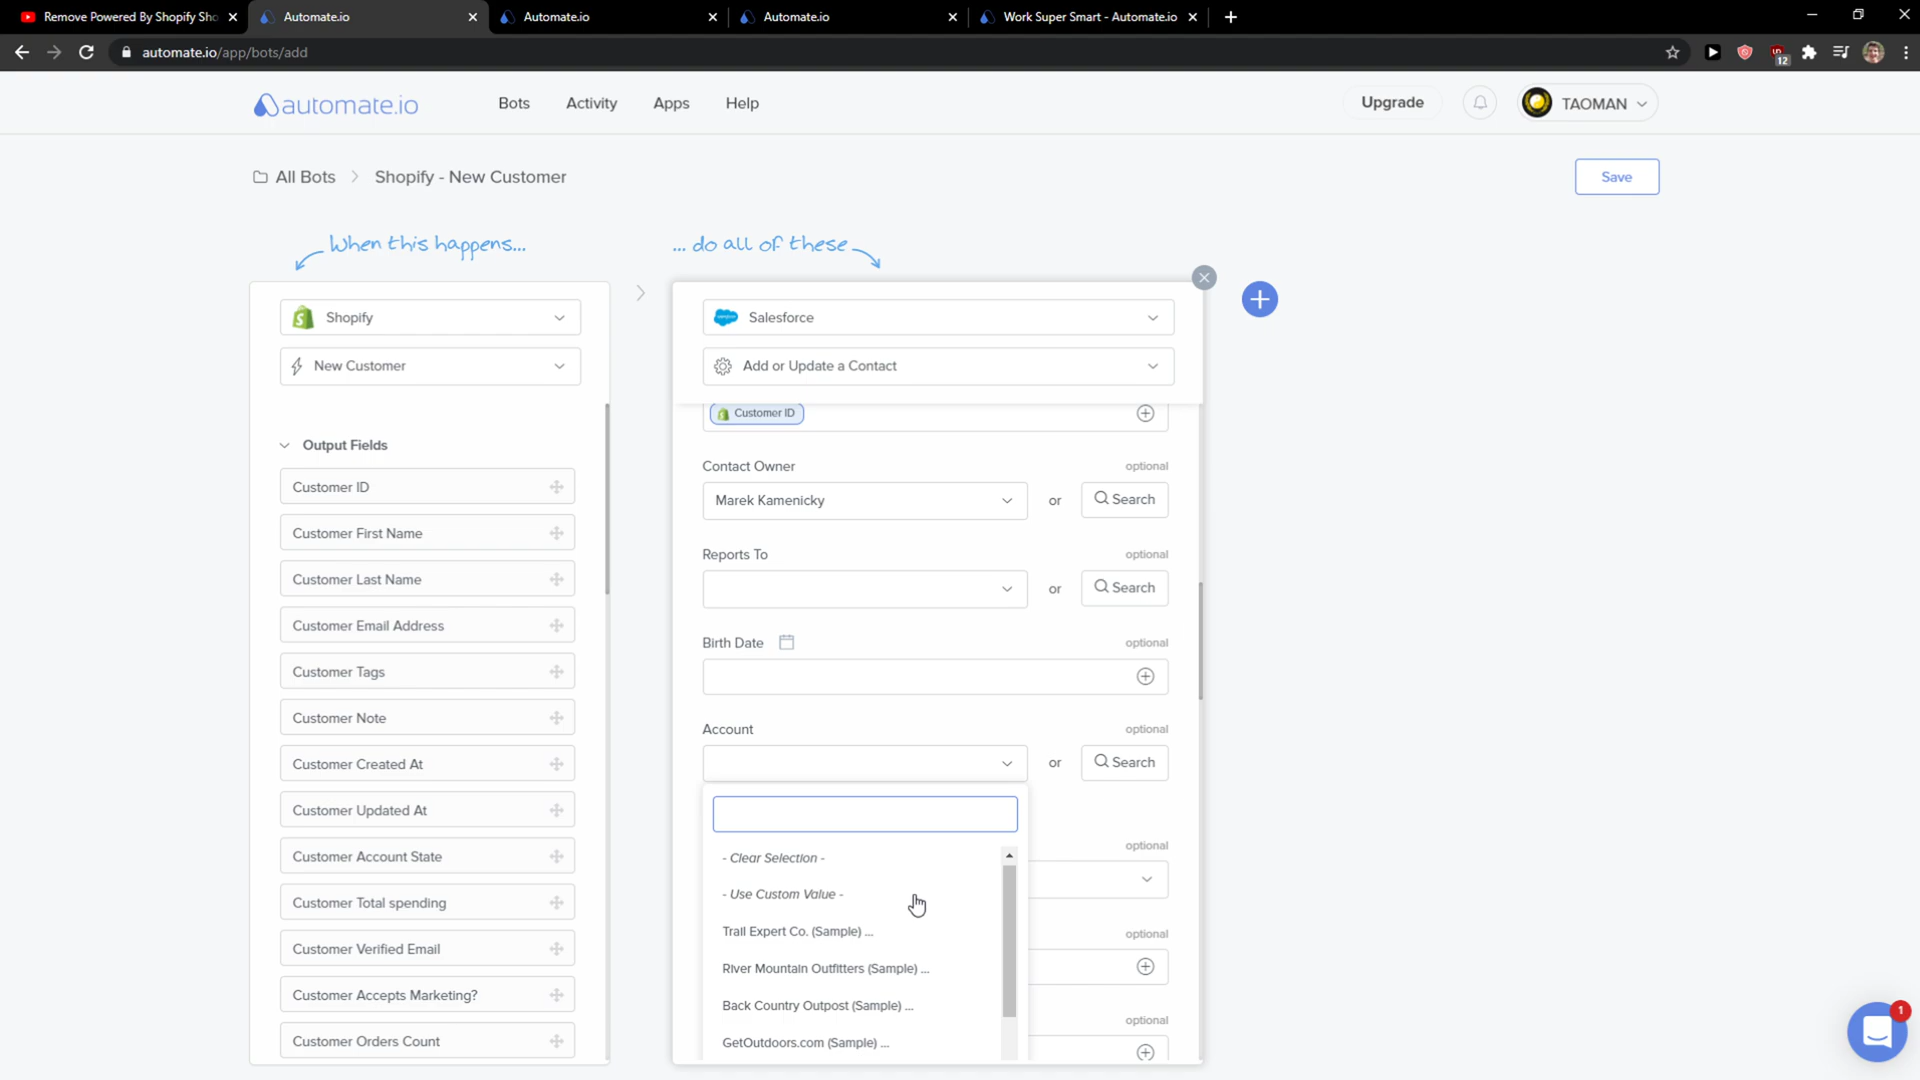 Remove Powered By Shopify Sho
Automate.io
Automate.io
Automate.io
Work Super Smart - Automate.io
automate.io/app/bots/add
12
automate.io
Bots
Activity
Apps
Help
Upgrade
TAOMAN
All Bots
Shopify - New Customer
Save
When this happens...
... do all of these
Shopify
New Customer
Output Fields
Customer ID
Customer First Name
Customer Last Name
Customer Email Address
Customer Tags
Customer Note
Customer Created At
Customer Updated At
Customer Account State
Customer Total spending
Customer Verified Email
Customer Accepts Marketing?
Customer Orders Count
Salesforce
Add or Update a Contact
Customer ID
Contact Owner
optional
Marek Kamenicky
or
Search
Reports To
optional
or
Search
Birth Date
optional
Account
optional
or
Search
- Clear Selection -
- Use Custom Value -
Trail Expert Co. (Sample) ...
River Mountain Outfitters (Sample) ...
Back Country Outpost (Sample) ...
GetOutdoors.com (Sample) ...
optional
optional
optional
1